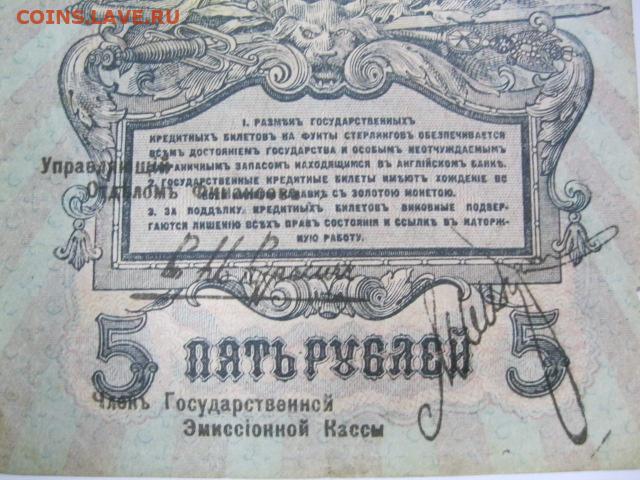 COINS.LAVE.RU
I. РАЗМѢНЪ ГОСУДАРСТВЕННЫХЪ
КРЕДИТНЫХЪ БИЛЕТОВЪ НА ФУНТЫ СТЕРЛИНГОВЪ ОБЕЗПЕЧИВАЕТСЯ
ВСѢМЪ ДОСТОЯНІЕМЪ ГОСУДАРСТВА И ОСОБЫМЪ НЕОТЧУЖДАЕМЫМЪ
ЗАГРАНИЧНЫМЪ ЗАПАСОМЪ НАХОДЯЩИМСЯ ВЪ АНГЛІЙСКОМЪ БАНКѢ.
2. ГОСУДАРСТВЕННЫЕ КРЕДИТНЫЕ БИЛЕТЫ ИМѢЮТЪ ХОЖДЕНІЕ ВО
СЪ ЗОЛОТОЮ МОНЕТОЮ.
3. ЗА ПОДДѢЛКУ КРЕДИТНЫХЪ БИЛЕТОВЪ ВИНОВНЫЕ ПОДВЕР-
ГАЮТСЯ ЛИШЕНІЮ ВСѢХЪ ПРАВЪ СОСТОЯНІЯ И ССЫЛКѢ ВЪ КАТОРЖ-
НУЮ РАБОТУ.
Управляющій
Отдѣломъ Финансовъ
5 ПЯТЬ РУБЛЕЙ 5
Членъ Государственной
Эмиссіонной Кассы